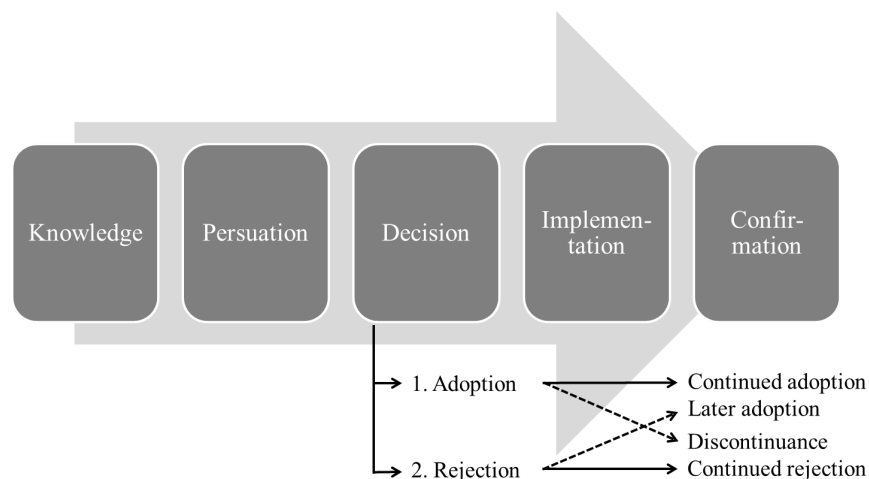 Knowledge
Persuation
Decision
Implemen-
tation
Confir-
mation
1. Adoption
Continued adoption
Later adoption
Discontinuance
2. Rejection
Continued rejection